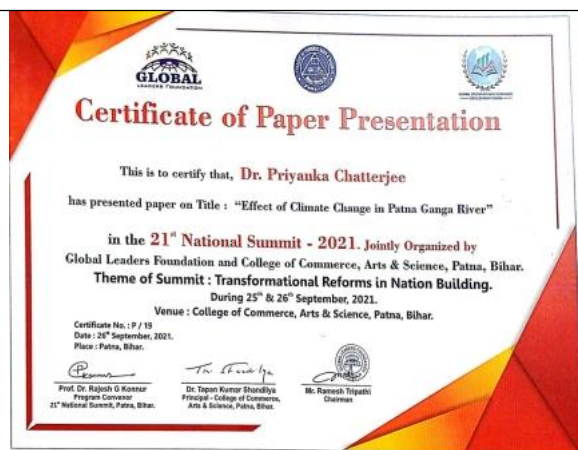 GLOBAL
LEADERS FOUNDATION
Certificate of Paper Presentation
This is to certify that, Dr. Priyanka Chatterjee
has presented paper on Title : "Effect of Climate Change in Patna Ganga River"
in the 21st National Summit - 2021. Jointly Organized by
Global Leaders Foundation and College of Commerce, Arts & Science, Patna, Bihar.
Theme of Summit : Transformational Reforms in Nation Building.
During 25th & 26th September, 2021.
Venue : College of Commerce, Arts & Science, Patna, Bihar.
Certificate No. : P / 19
Date : 26th September, 2021.
Place : Patna, Bihar.
Prof. Dr. Rajesh G Konnur
Program Convenor
21st National Summit, Patna, Bihar.
Dr. Tapan Kumar Shandilya
Principal - College of Commerce,
Arts & Science, Patna, Bihar.
Mr. Ramesh Tripathi
Chairman